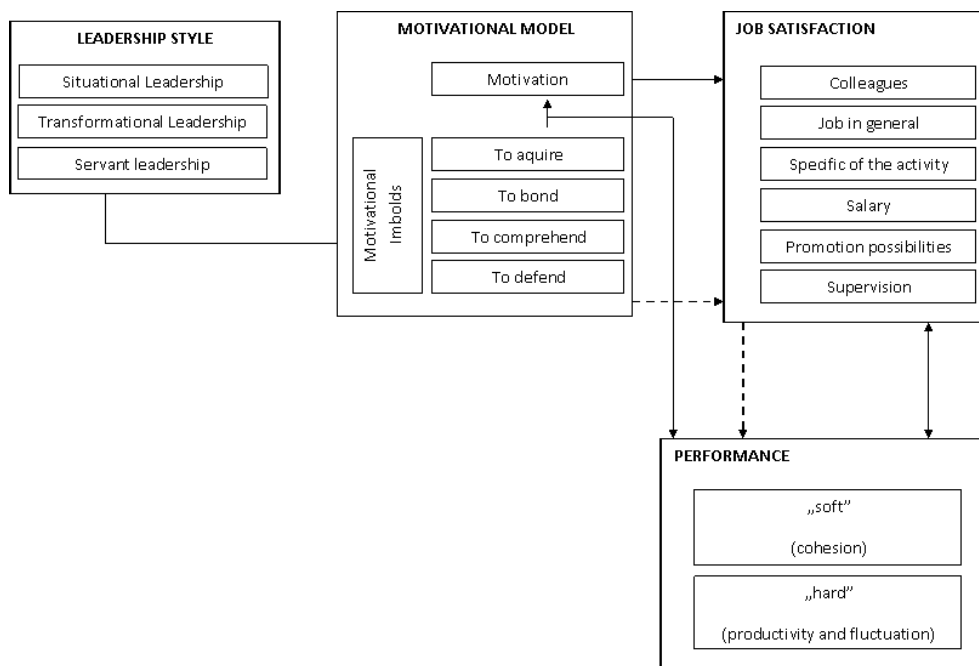 LEADERSHIP STYLE
Situational Leadership
Transformational Leadership
Servant leadership
MOTIVATIONAL MODEL
Motivation
Motivational
Imbolds
To aquire
To bond
To comprehend
To defend
JOB SATISFACTION
Colleagues
Job in general
Specific of the activity
Salary
Promotion possibilities
Supervision
PERFORMANCE
„soft”
(cohesion)
„hard”
(productivity and fluctuation)